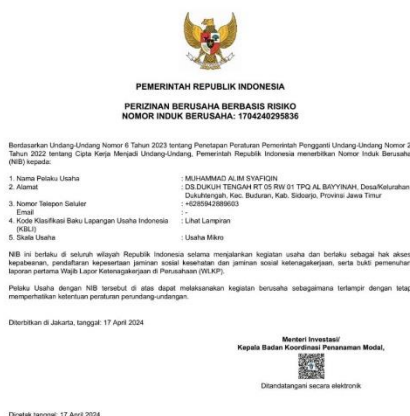 PEMERINTAH REPUBLIK INDONESIA
PERIZINAN BERUSAHA BERBASIS RISIKO
NOMOR INDUK BERUSAHA: 1704240295836
Berdasarkan Undang-Undang Nomor 6 Tahun 2023 tentang Penetapan Peraturan Pemerintah Pengganti Undang-Undang Nomor 2
Tahun 2022 tentang Cipta Kerja Menjadi Undang-Undang, Pemerintah Republik Indonesia menerbitkan Nomor Induk Berusaha
(NIB) kepada:
1. Nama Pelaku Usaha : MUHAMMAD ALIM SYAFIQIN
2. Alamat : DS.DUKUH TENGAH RT 05 RW 01 TPQ AL BAYYINAH, Desa/Kelurahan
Dukuhtengah, Kec. Buduran, Kab. Sidoarjo, Provinsi Jawa Timur
3. Nomor Telepon Seluler : +6285942889603
Email : -
4. Kode Klasifikasi Baku Lapangan Usaha Indonesia : Lihat Lampiran
(KBLI)
5. Skala Usaha : Usaha Mikro
NIB ini berlaku di seluruh wilayah Republik Indonesia selama menjalankan kegiatan usaha dan berlaku sebagai hak akses
kepabeanan, pendaftaran kepesertaan jaminan sosial kesehatan dan jaminan sosial ketenagakerjaan, serta bukti pemenuhan
laporan pertama Wajib Lapor Ketenagakerjaan di Perusahaan (WLKP).
Pelaku Usaha dengan NIB tersebut di atas dapat melaksanakan kegiatan berusaha sebagaimana terlampir dengan tetap
memperhatikan ketentuan peraturan perundang-undangan.
Diterbitkan di Jakarta, tanggal: 17 April 2024
Menteri Investasi/
Kepala Badan Koordinasi Penanaman Modal,
Ditandatangani secara elektronik
Dicetak tanggal: 17 April 2024